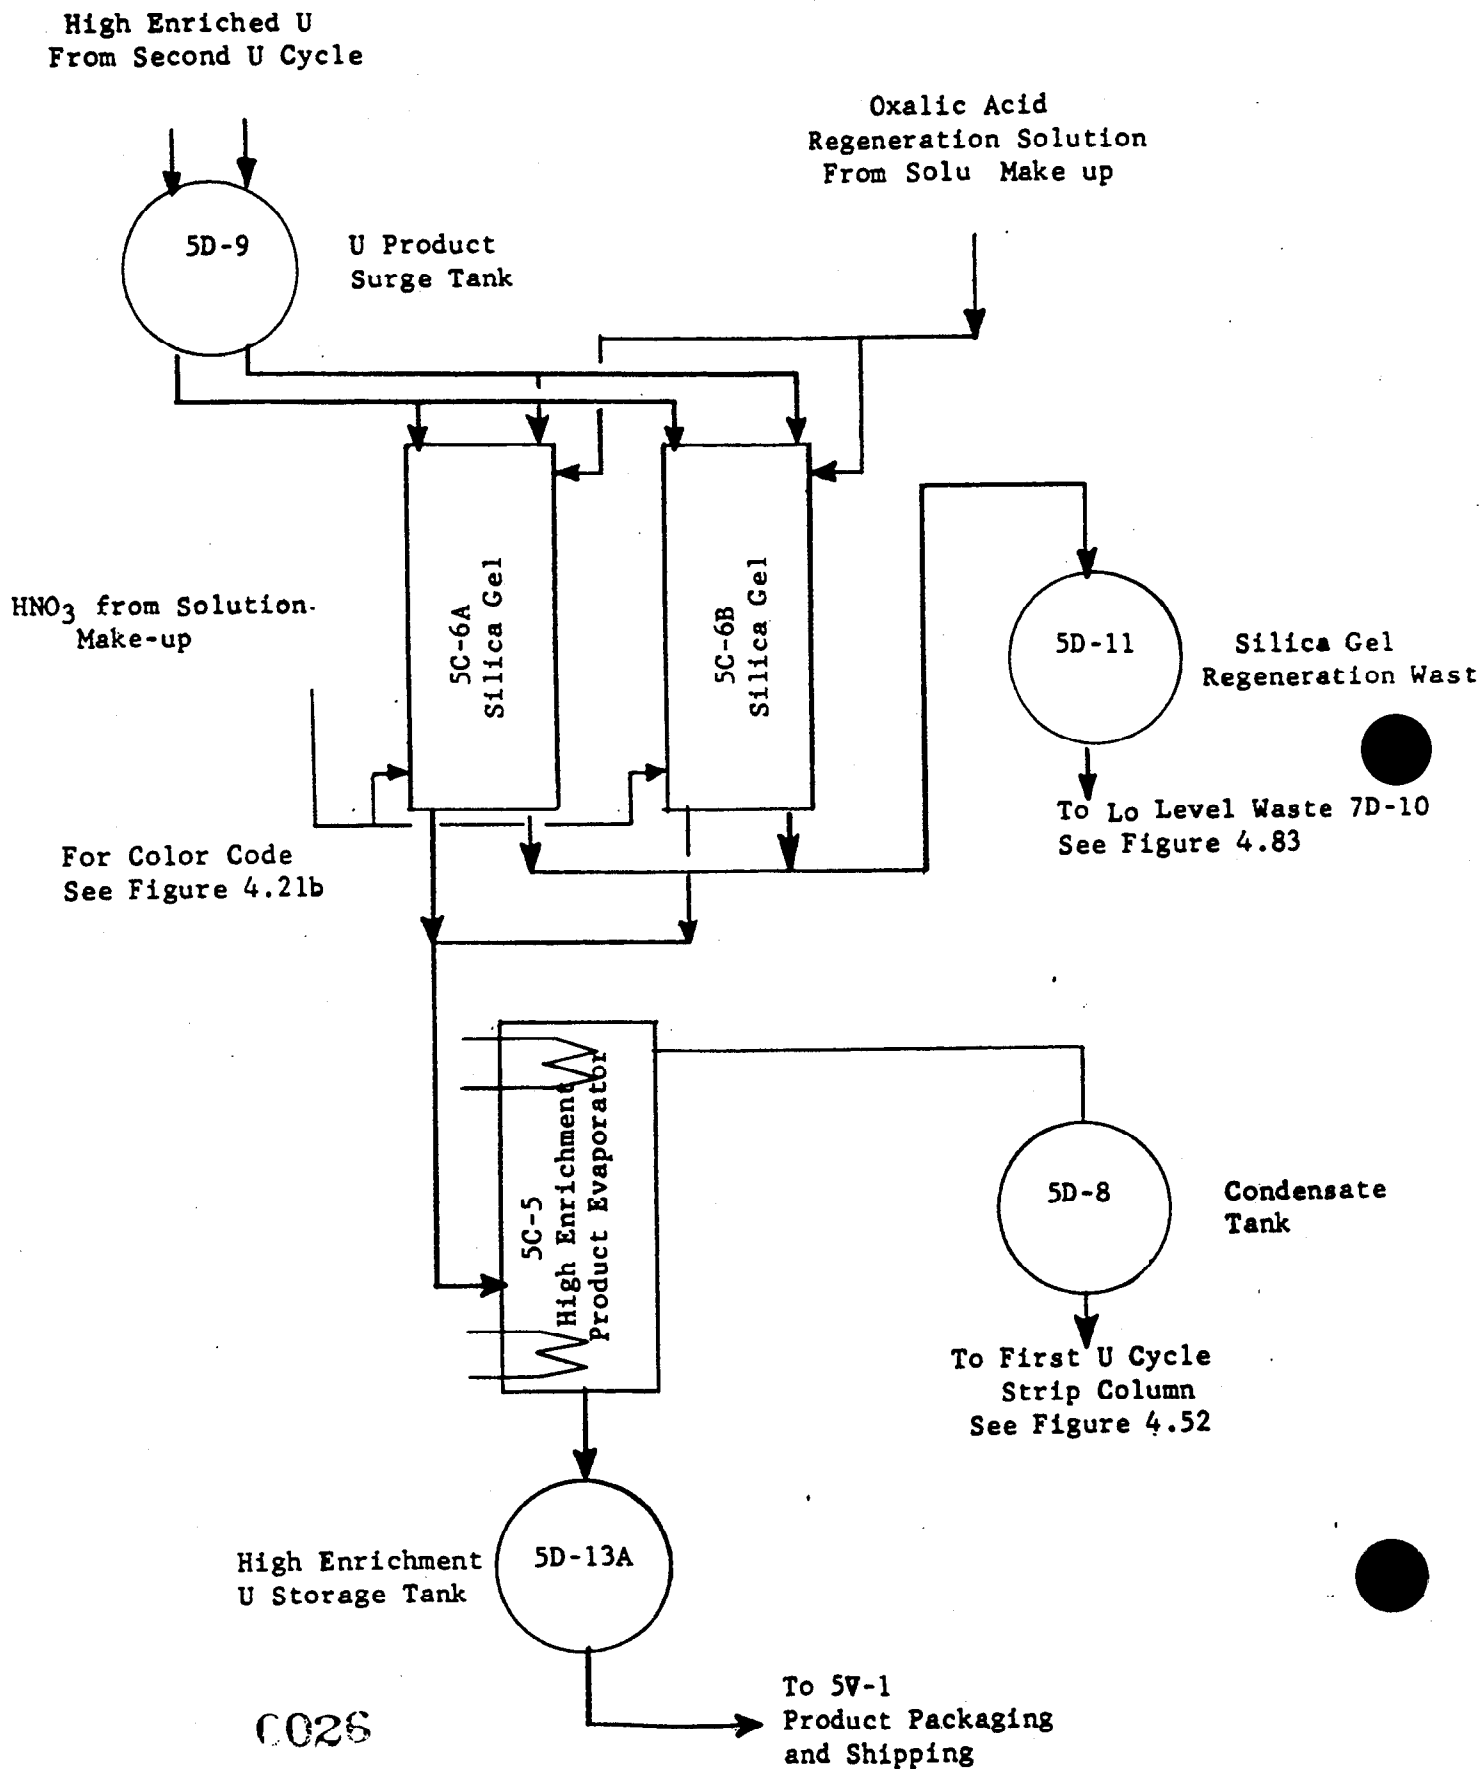 High Enriched U
From Second U Cycle
Oxalic Acid
Regeneration Solution
From Solu Make up
5D-9
U Product
Surge Tank
5C-6A
Silica Gel
5C-6B
Silica Gel
HNO3 from Solution
Make-up
5D-11
Silica Gel
Regeneration Wast
To Lo Level Waste 7D-10
See Figure 4.83
For Color Code
See Figure 4.21b
5C-5
High Enrichment
Product Evaporator
5D-8
Condensate
Tank
To First U Cycle
Strip Column
See Figure 4.52
High Enrichment
U Storage Tank
5D-13A
To 5V-1
Product Packaging
and Shipping
C026